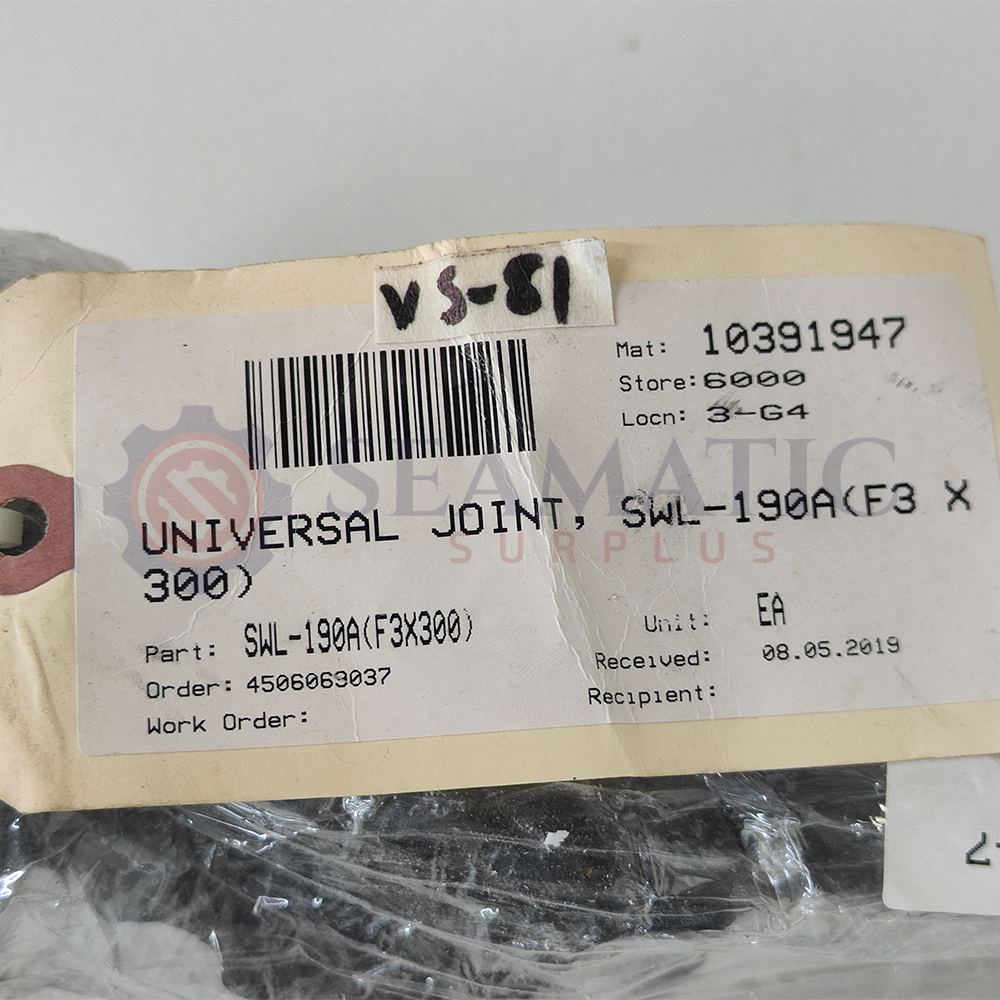 VS-81
Mat: 10391947
Store: 6000
Locn: 3-G4
SEAMATIC
SURPLUS
UNIVERSAL JOINT, SWL-190A(F3 X
300)
Part: SWL-190A(F3X300)
Unit: EA
Order: 4506063037
Received: 08.05.2019
Work Order:
Recipient: